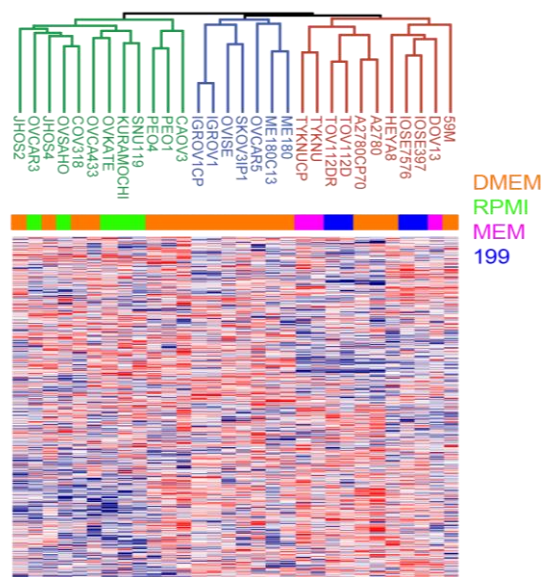 JHOS2
OVCAR3
JHOS4
OVSAHO
COV318
OVCA433
OVKATE
KURAMOCHI
SNU119
PEO4
PEO1
CAOV3
IGROV1CP
IGROV1
OVISE
SKOV3IP1
OVCAR5
ME180C13
ME180
TYKNUCP
TYKNU
TOV112DR
TOV112D
A2780CP70
A2780
HEYA8
IOSE7576
IOSE397
DOV13
59M
DMEM
RPMI
MEM
199